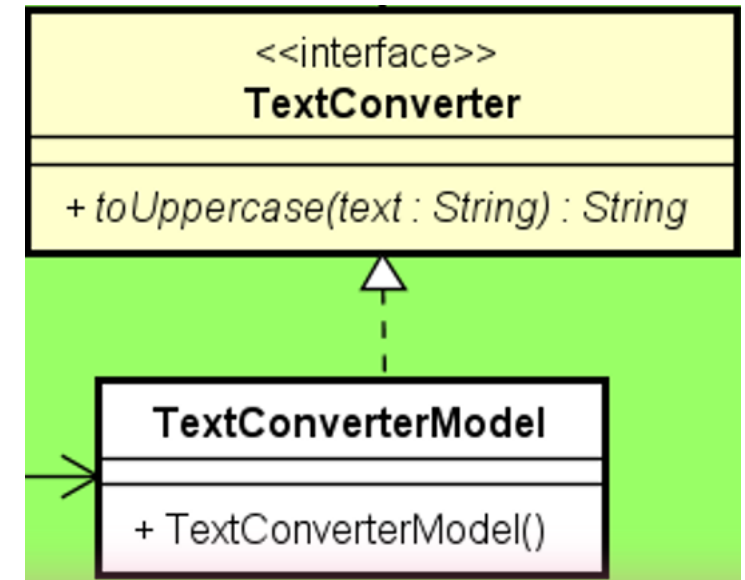 <<interface>>
TextConverter
+ toUppercase(text : String) : String
TextConverterModel
+ TextConverterModel()